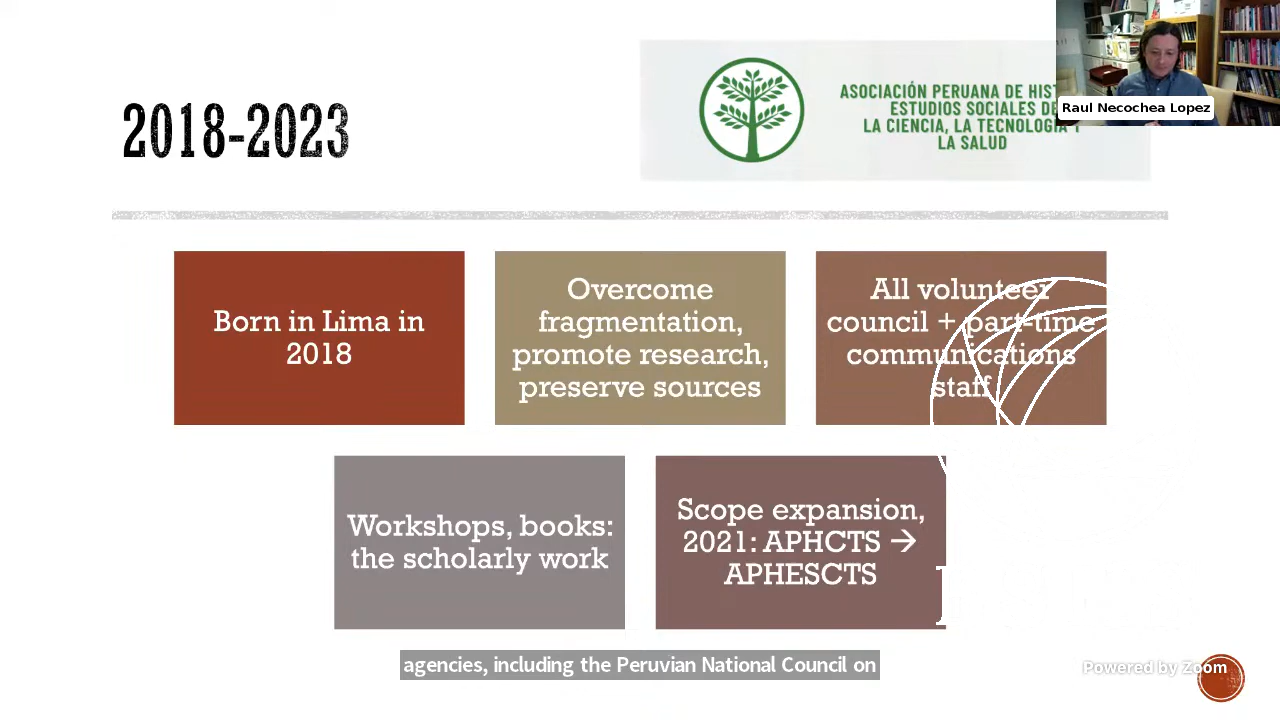 2018-2023
ASOCIACIÓN PERUANA DE
ESTUDIOS SOCIALES DE
LA CIENCIA, LA TECNOLOGÍA Y
LA SALUD
Raul Necochea Lopez
Born in Lima in
2018
Overcome
fragmentation,
promote research,
preserve sources
All volunteer
council + part-time
communications
staff
Workshops, books:
the scholarly work
Scope expansion,
2021: APHCTS →
APHESCTS
agencies, including the Peruvian National Council on
Powered by Zoom